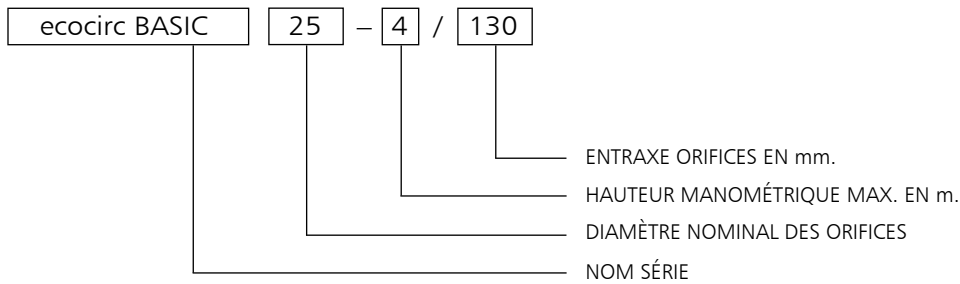 ecocirc BASIC 25 – 4 / 130
ENTRAXE ORIFICES EN mm.
HAUTEUR MANOMÉTRIQUE MAX. EN m.
DIAMÈTRE NOMINAL DES ORIFICES
NOM SÉRIE